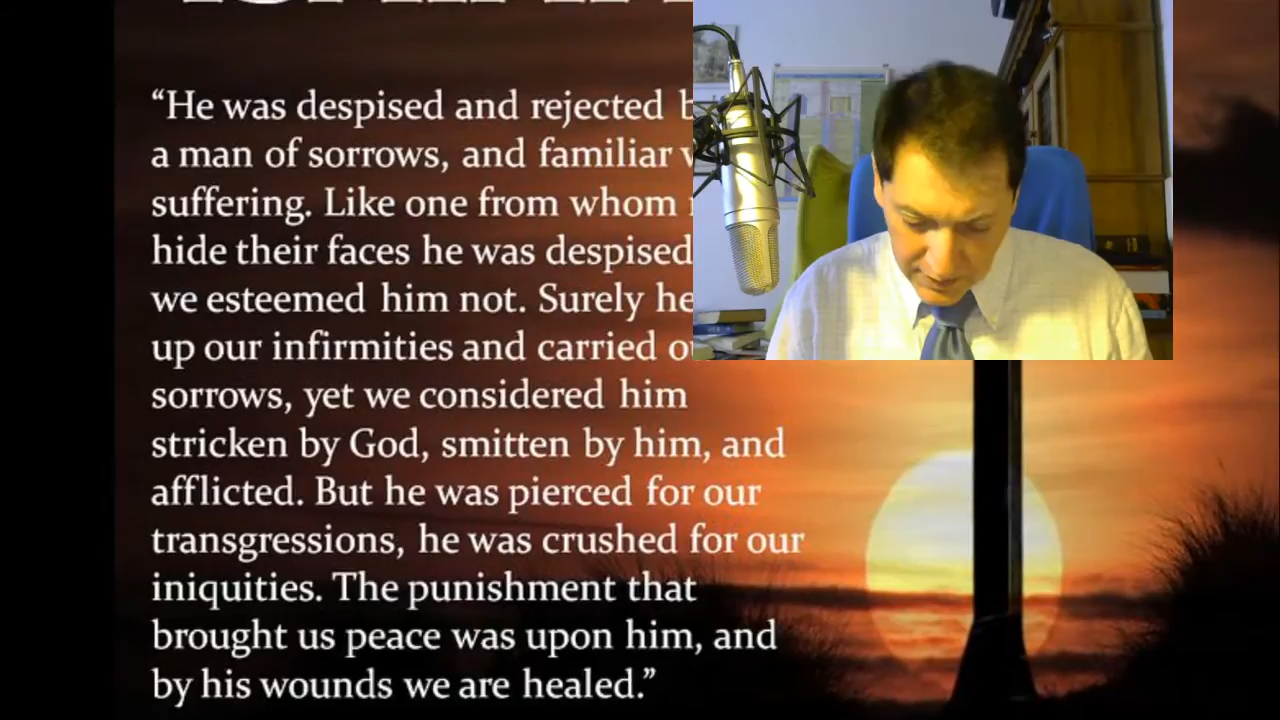 “He was despised and rejected
a man of sorrows, and familiar
suffering. Like one from whom
hide their faces he was despised
we esteemed him not. Surely he
up our infirmities and carried
sorrows, yet we considered him
stricken by God, smitten by him, and
afflicted. But he was pierced for our
transgressions, he was crushed for our
iniquities. The punishment that
brought us peace was upon him, and
by his wounds we are healed.”